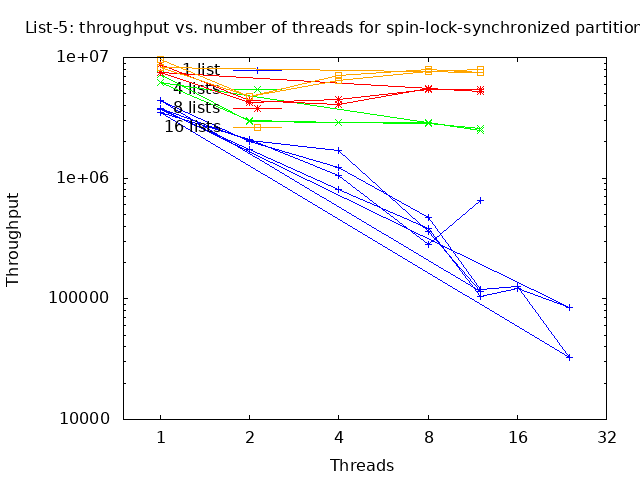 List-5: throughput vs. number of threads for spin-lock-synchronized partition
1e+07
1 list
4 lists
8 lists
16 lists
1e+06
Throughput
100000
10000
1 2 4 8 16 32
Threads